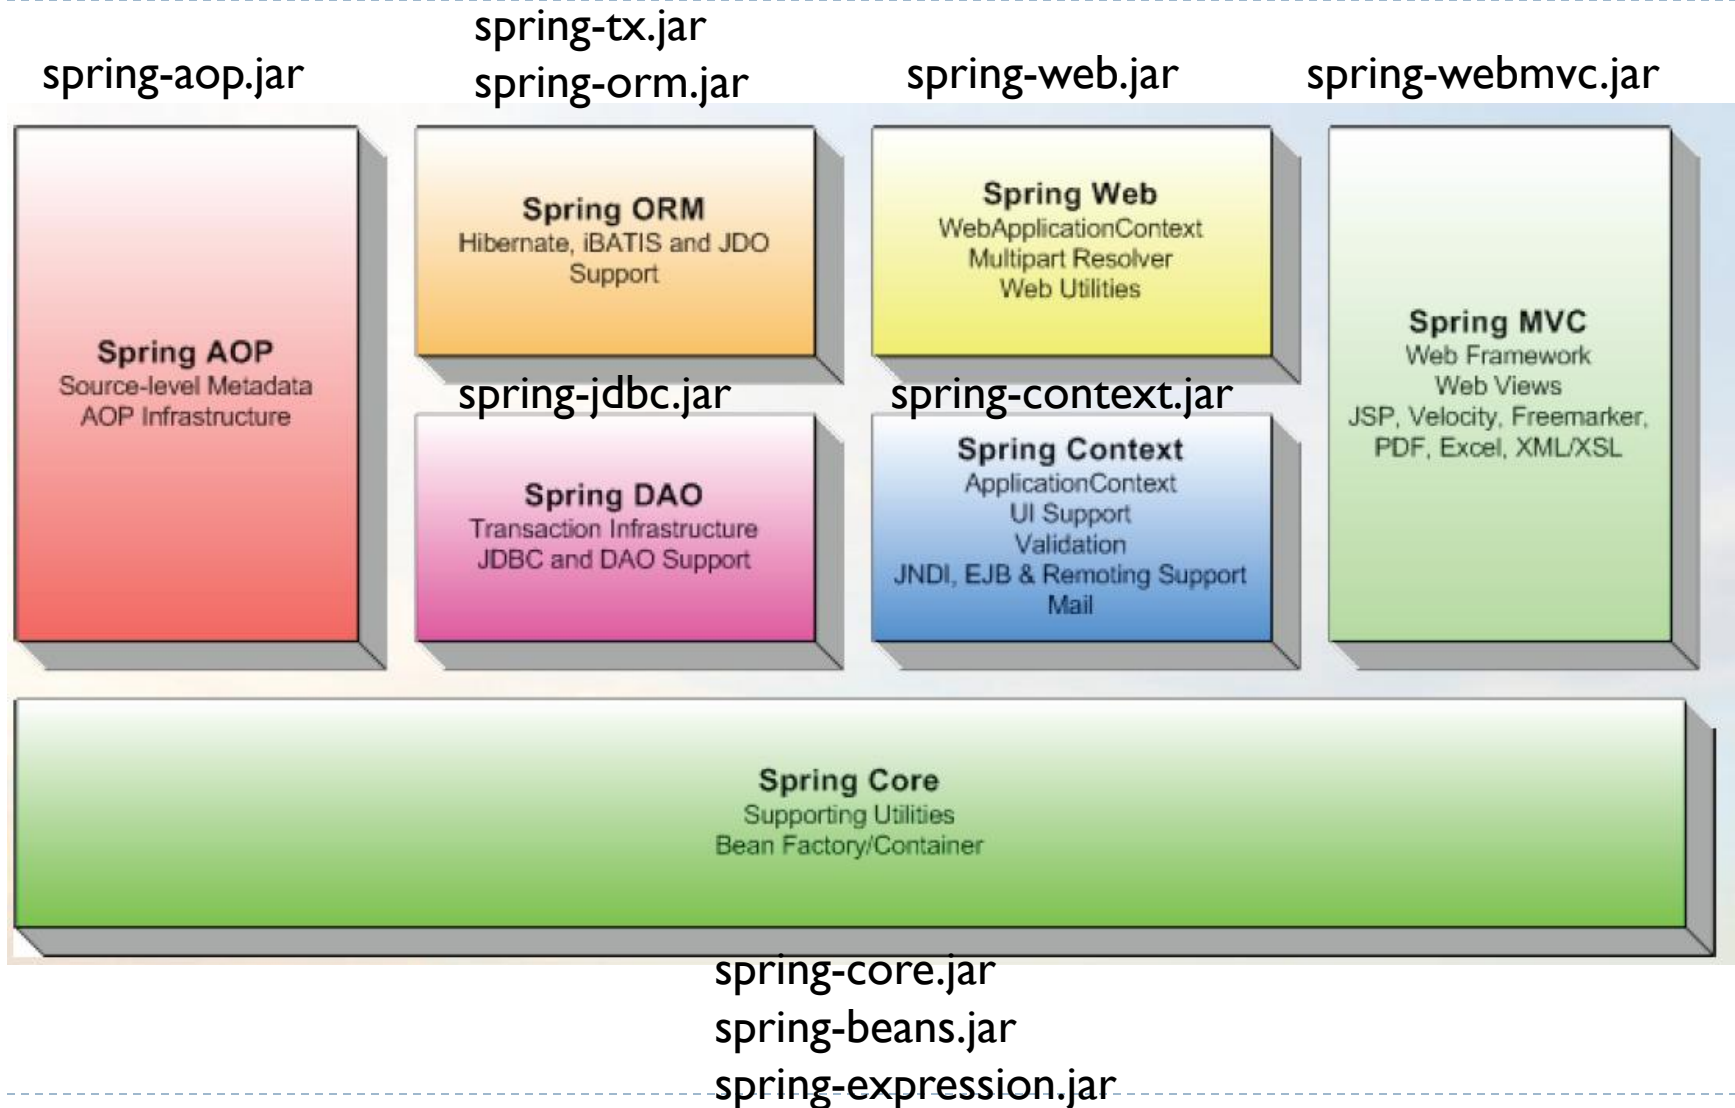 spring-tx.jar
spring-aop.jar
spring-orm.jar
spring-web.jar
spring-webmvc.jar
Spring AOP
Source-level Metadata
AOP Infrastructure
Spring ORM
Hibernate, iBATIS and JDO
Support
spring-jdbc.jar
Spring DAO
Transaction Infrastructure
JDBC and DAO Support
Spring Web
WebApplicationContext
Multipart Resolver
Web Utilities
spring-context.jar
Spring Context
ApplicationContext
UI Support
Validation
JNDI, EJB & Remoting Support
Mail
Spring MVC
Web Framework
Web Views
JSP, Velocity, Freemarker,
PDF, Excel, XML/XSL
Spring Core
Supporting Utilities
Bean Factory/Container
spring-core.jar
spring-beans.jar
spring-expression.jar